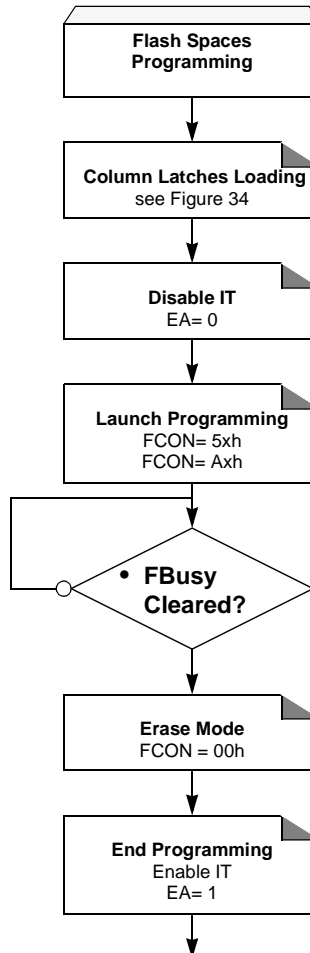 Flash Spaces
Programming
Column Latches Loading
see Figure 34
Disable IT
EA= 0
Launch Programming
FCON= 5xh
FCON= Axh
• FBusy
Cleared?
Erase Mode
FCON = 00h
End Programming
Enable IT
EA= 1